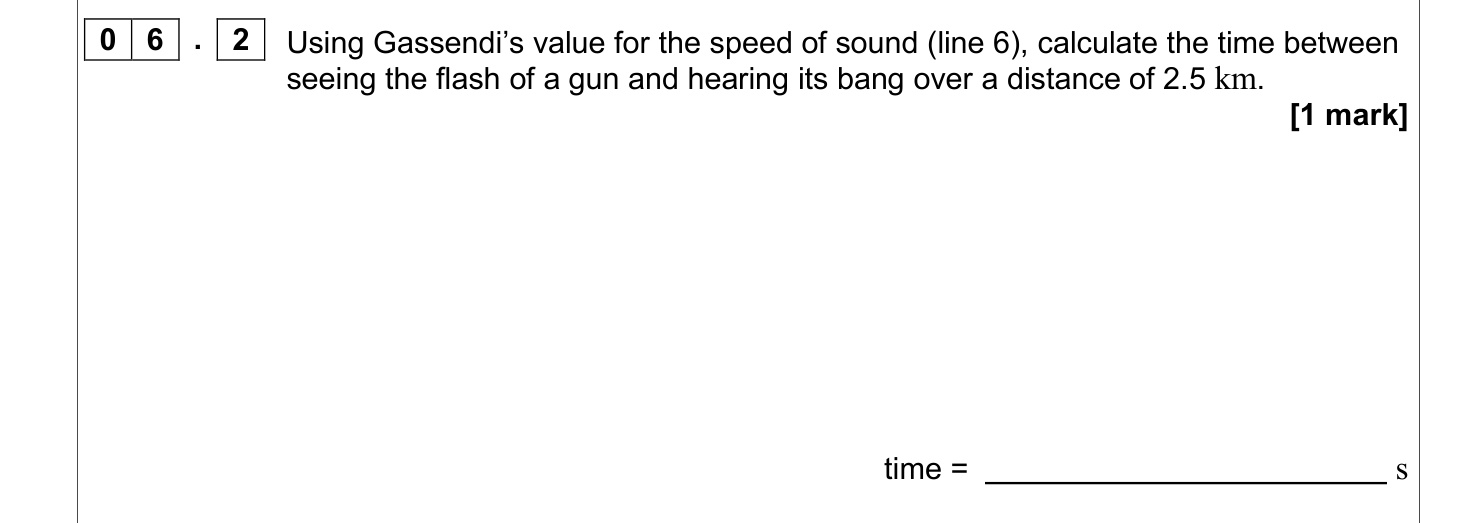 0 6 . 2 Using Gassendi’s value for the speed of sound (line 6), calculate the time between
seeing the flash of a gun and hearing its bang over a distance of 2.5 km.
[1 mark]
time = s